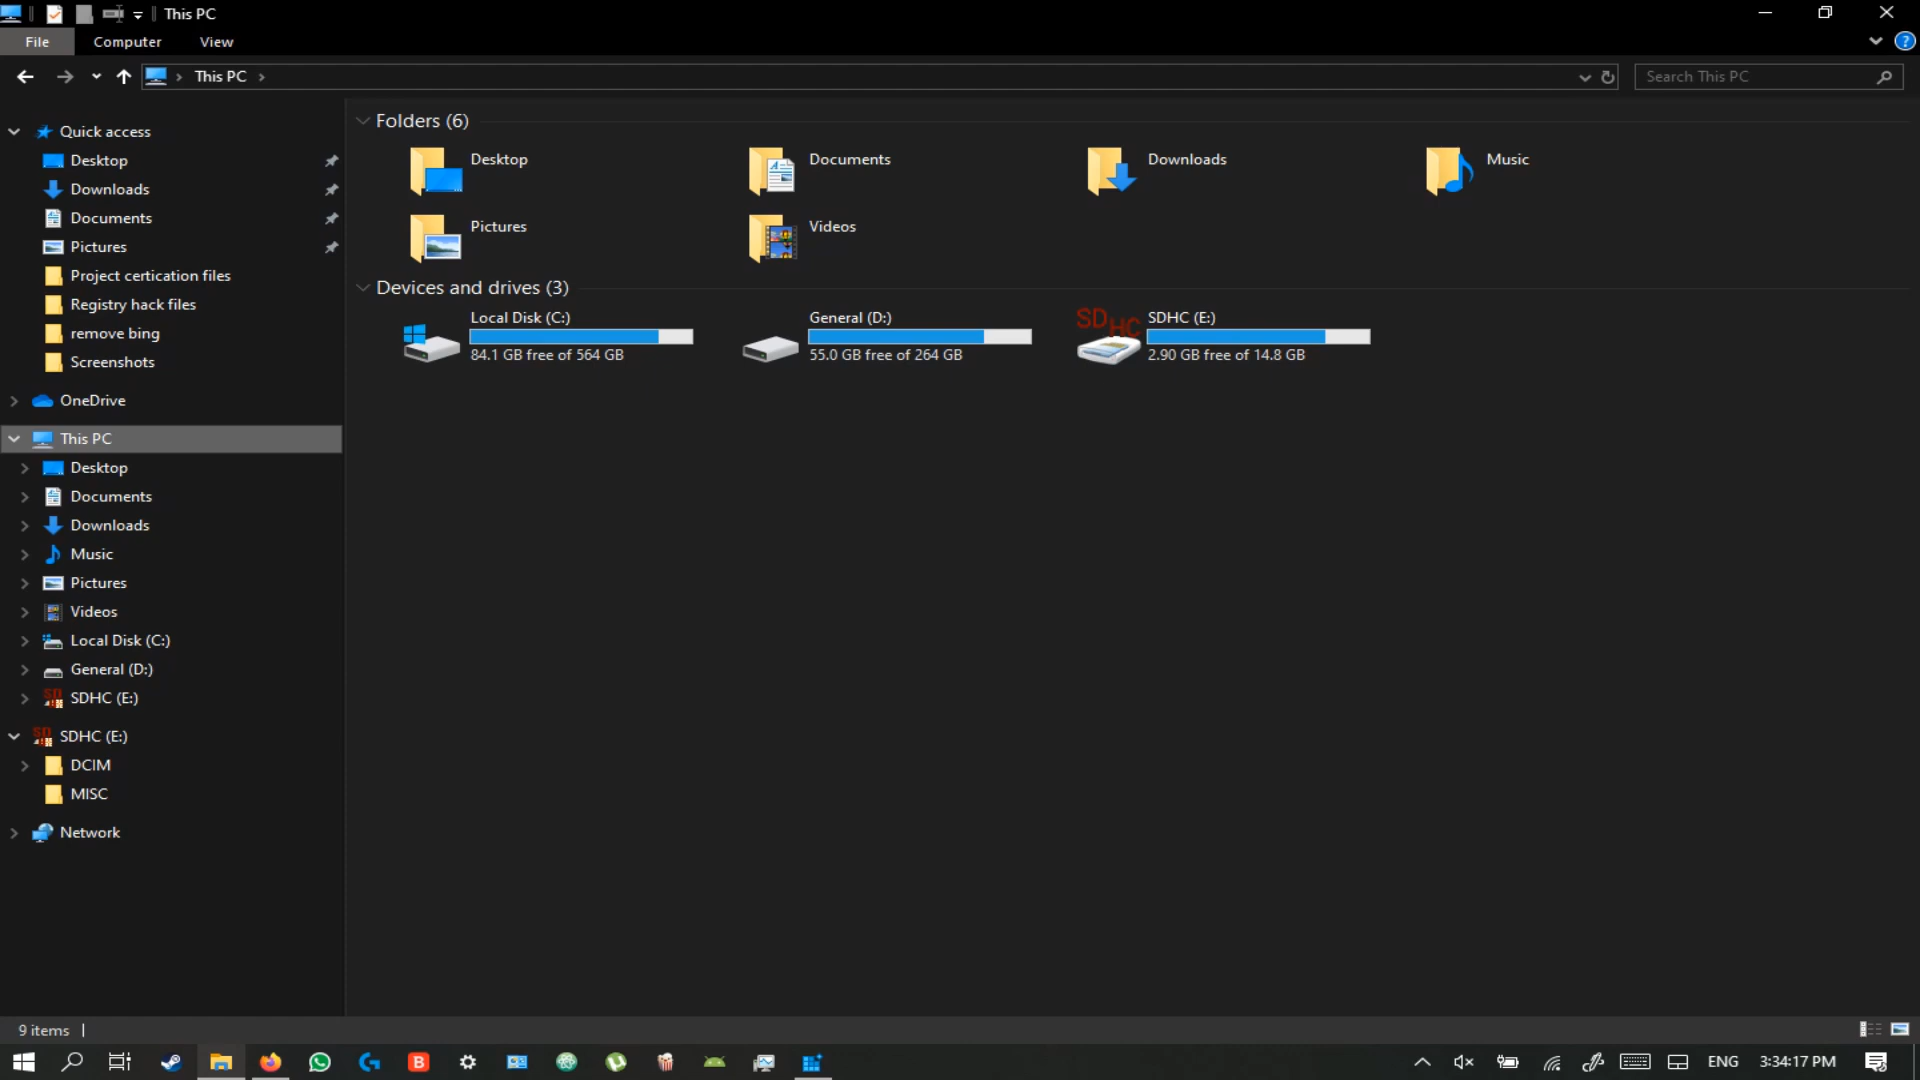 This PC
File Computer View
This PC
Search This PC
Quick access
Desktop
Downloads
Documents
Pictures
Project certication files
Registry hack files
remove bing
Screenshots
OneDrive
This PC
Desktop
Documents
Downloads
Music
Pictures
Videos
Local Disk (C:)
General (D:)
SDHC (E:)
SDHC (E:)
DCIM
MISC
Network
Folders (6)
Desktop
Documents
Downloads
Music
Pictures
Videos
Devices and drives (3)
Local Disk (C:)
84.1 GB free of 564 GB
General (D:)
55.0 GB free of 264 GB
SDHC
SDHC (E:)
2.90 GB free of 14.8 GB
9 items
ENG 3:34:17 PM